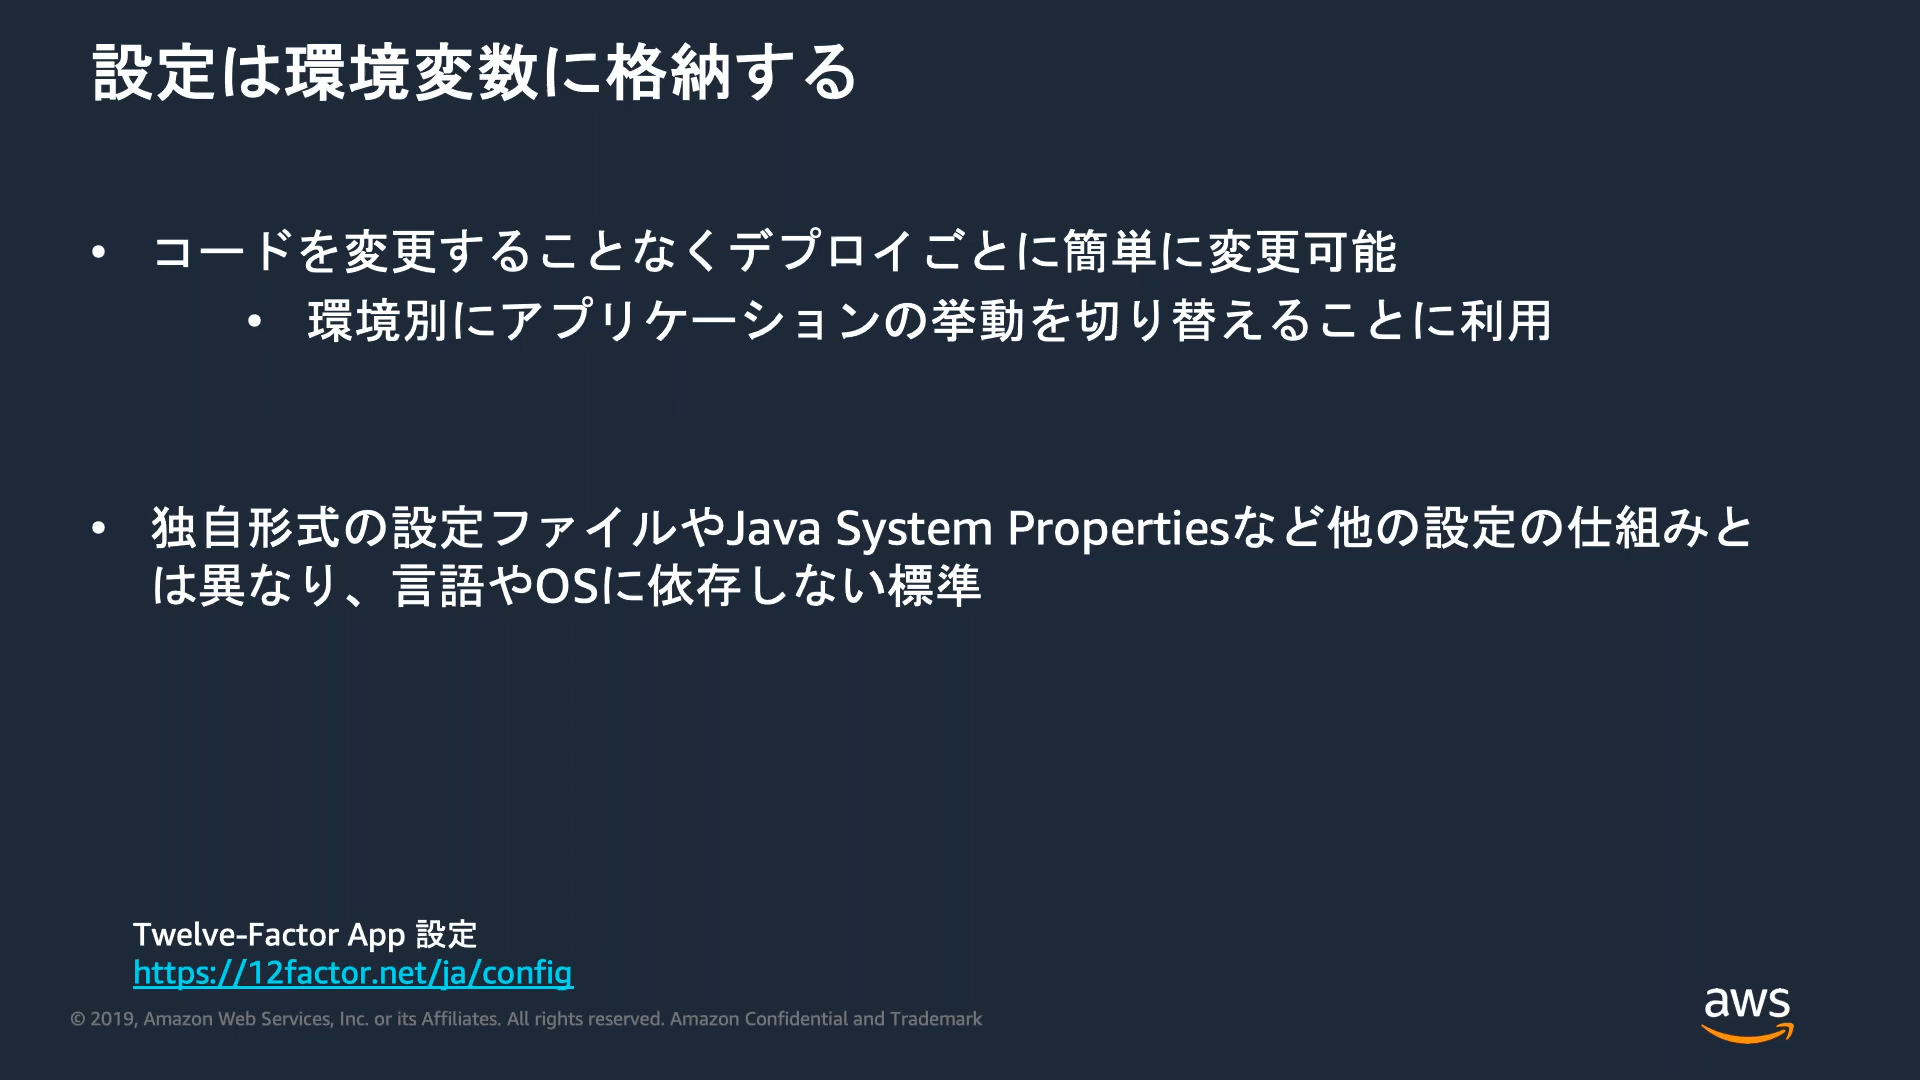 設定は環境変数に格納する
• コードを変更することなくデプロイごとに簡単に変更可能
• 環境別にアプリケーションの挙動を切り替えることに利用
• 独自形式の設定ファイルやJava System Propertiesなど他の設定の仕組みと
は異なり、言語やOSに依存しない標準
Twelve-Factor App 設定
https://12factor.net/ja/config
© 2019, Amazon Web Services, Inc. or its Affiliates. All rights reserved. Amazon Confidential and Trademark
aws